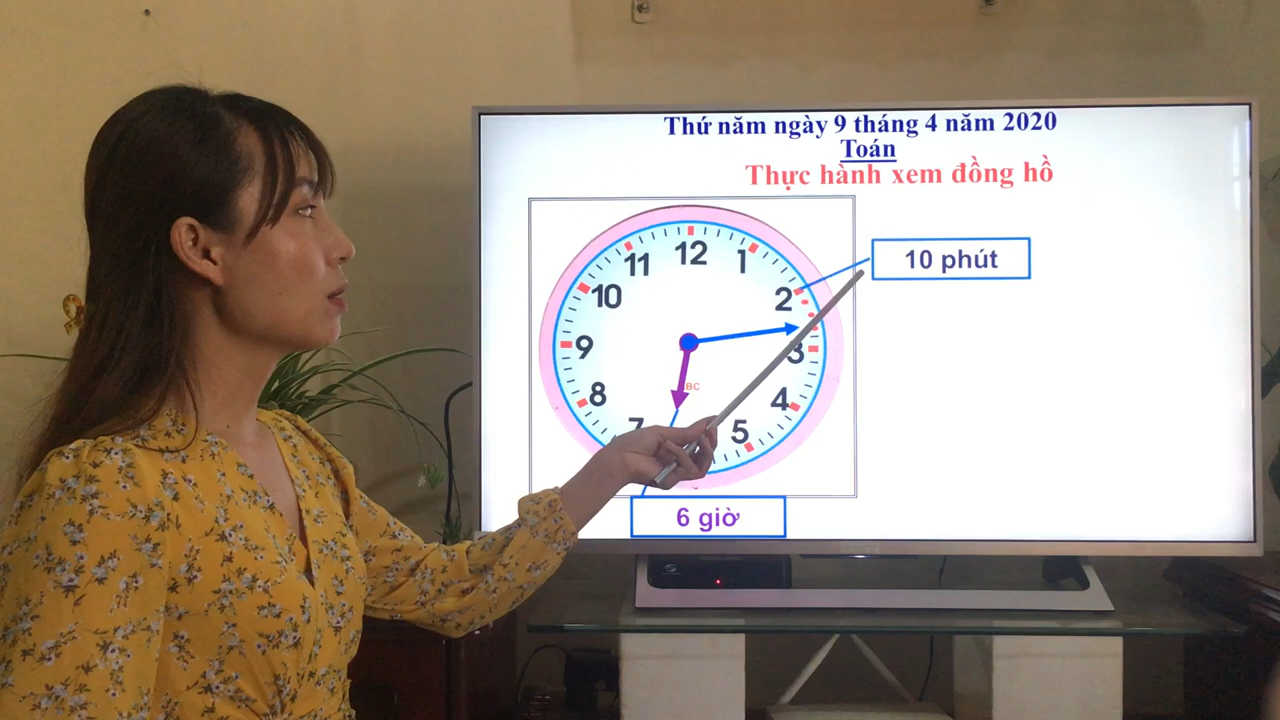 Thứ năm ngày 9 tháng 4 năm 2020
Toán
Thực hành xem đồng hồ
12
11
1
10
2
9
3
8
4
7
5
BC
10 phút
6 giờ